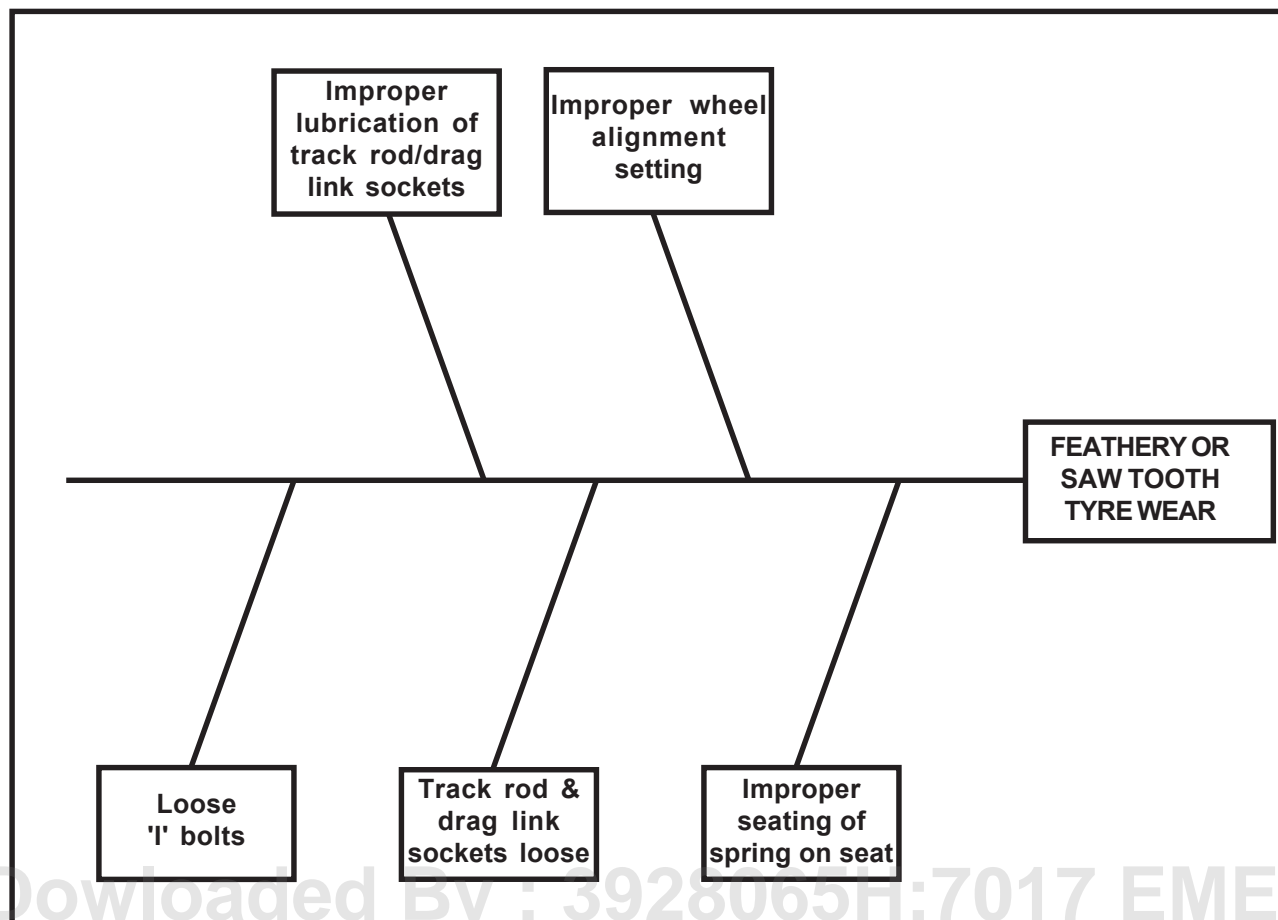 Improper
lubrication of
track rod/drag
link sockets
Improper wheel
alignment
setting
FEATHERY OR
SAW TOOTH
TYRE WEAR
Loose
'I' bolts
Track rod &
drag link
sockets loose
Improper
seating of
spring on seat
Dowloaded By : 3928065H:7017 EME